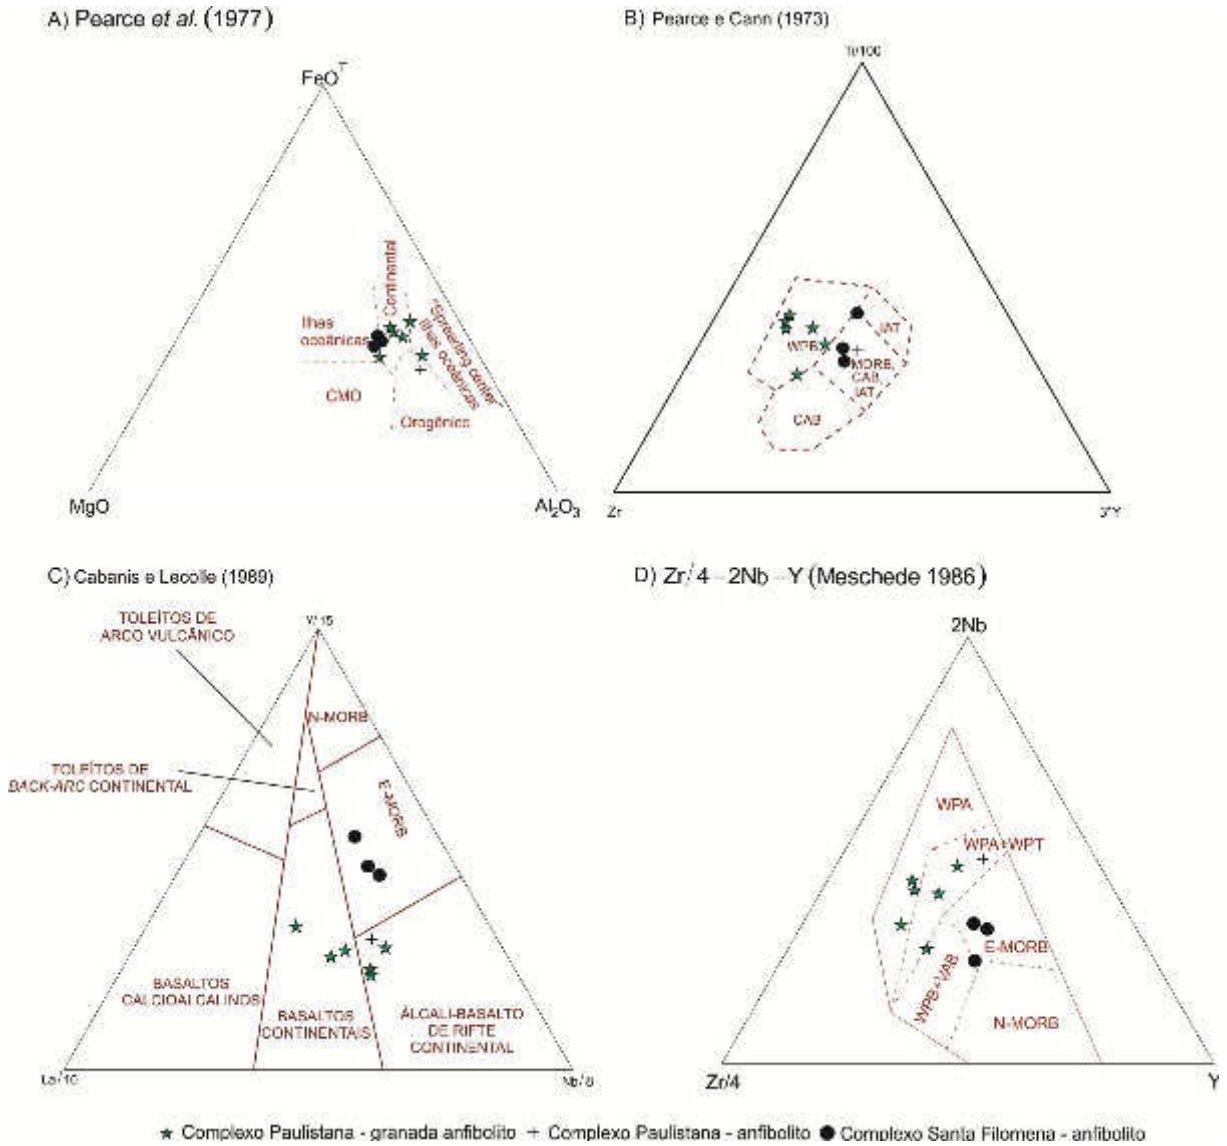 A) Pearce et al. (1977)
B) Pearce e Cann (1973)
FeOᵀ
Ti/100
Continental
Ilhas
oceânicas
"Spreading center"
Ilhas oceânicas
CMO
Orogênico
MgO
Al₂O₃
IAT
WPB
MORB,
CAB,
IAT
CAB
Zr
3*Y
C) Cabanis e Lecolle (1989)
D) Zr/4-2Nb-Y (Meschede 1986)
TOLEÍTOS DE
ARCO VULCÂNICO
Y/15
2Nb
N-MORB
TOLEÍTOS DE
BACK-ARC CONTINENTAL
E-MORB
WPA
WPA+WPT
E-MORB
WPB+VAB
N-MORB
BASALTOS
CALCIOALCALINOS
BASALTOS
CONTINENTAIS
ÁLCALI-BASALTO
DE RIFTE
CONTINENTAL
La/10
Nb/8
Zr/4
Y
Complexo Paulistana - granada anfibolito
Complexo Paulistana - anfibolito
Complexo Santa Filomena - anfibolito